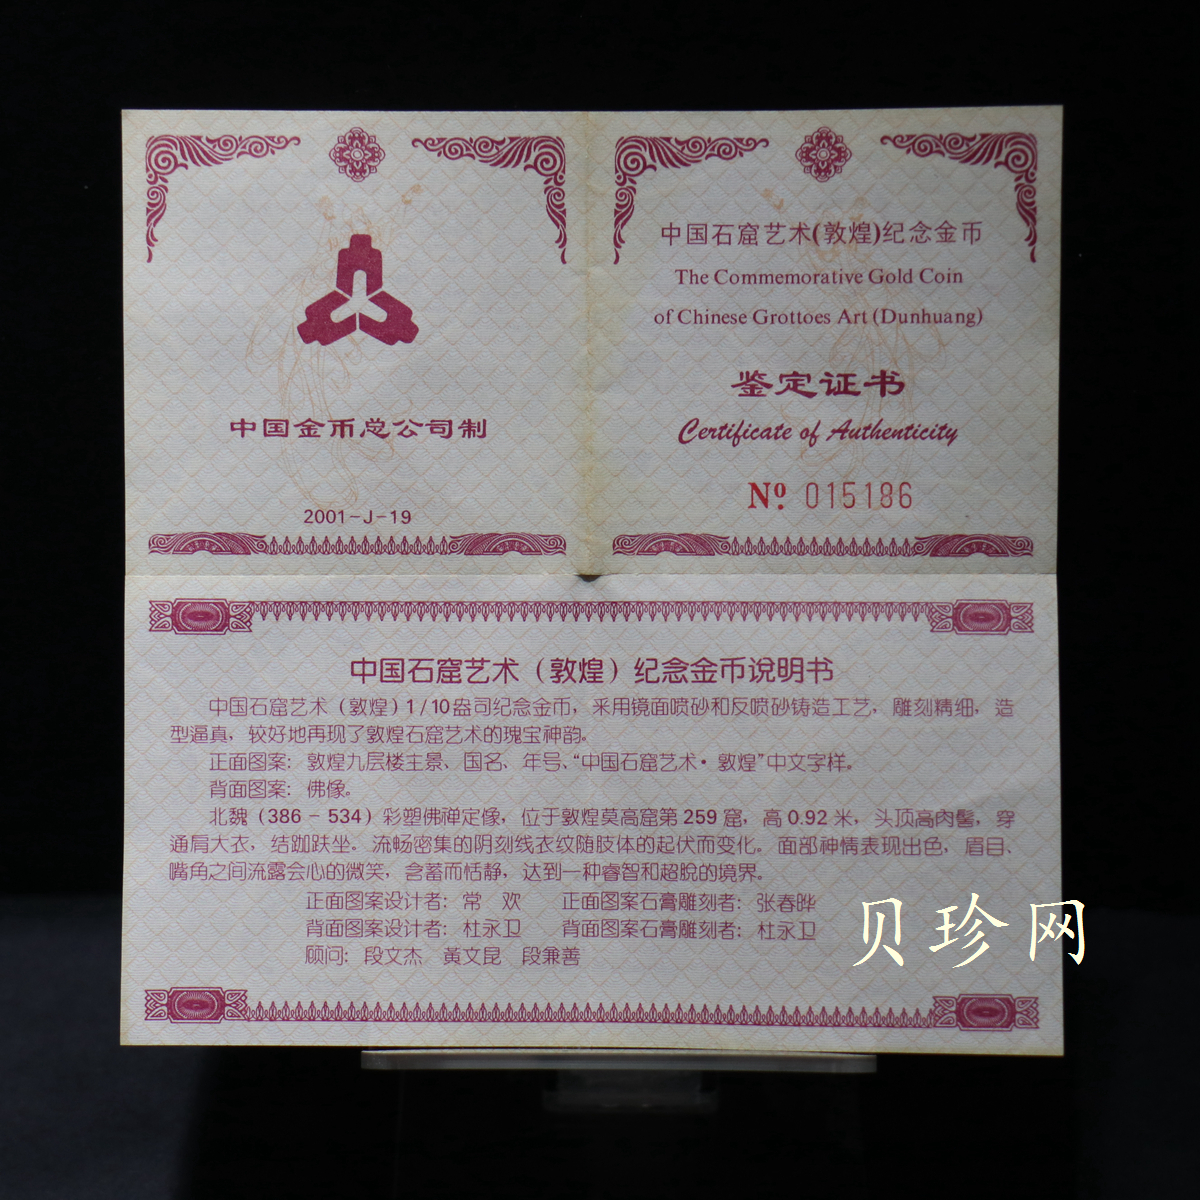 中国金币总公司制
2001-J-19
中国石窟艺术(敦煌)纪念金币
The Commemorative Gold Coin
of Chinese Grottoes Art (Dunhuang)
鉴定证书
Certificate of Authenticity
Nº. 015186
中国石窟艺术（敦煌）纪念金币说明书
中国石窟艺术（敦煌）1/10盎司纪念金币，采用镜面喷砂和反喷砂铸造工艺，雕刻精细，造
型逼真，较好地再现了敦煌石窟艺术的瑰宝神韵。
正面图案：敦煌九层楼主景、国名、年号、“中国石窟艺术·敦煌”中文字样。
背面图案：佛像。
北魏（386－534）彩塑佛禅定像，位于敦煌莫高窟第259窟，高0.92米，头顶高肉髻，穿
通肩大衣，结跏趺坐。流畅密集的阴刻线衣纹随肢体的起伏而变化。面部神情表现出色，眉目、
嘴角之间流露会心的微笑，含蓄而恬静，达到一种睿智和超脱的境界。
正面图案设计者：常　欢　正面图案石膏雕刻者：张春晔
背面图案设计者：杜永卫　背面图案石膏雕刻者：杜永卫
顾问：段文杰　黄文昆　段兼善
贝珍网